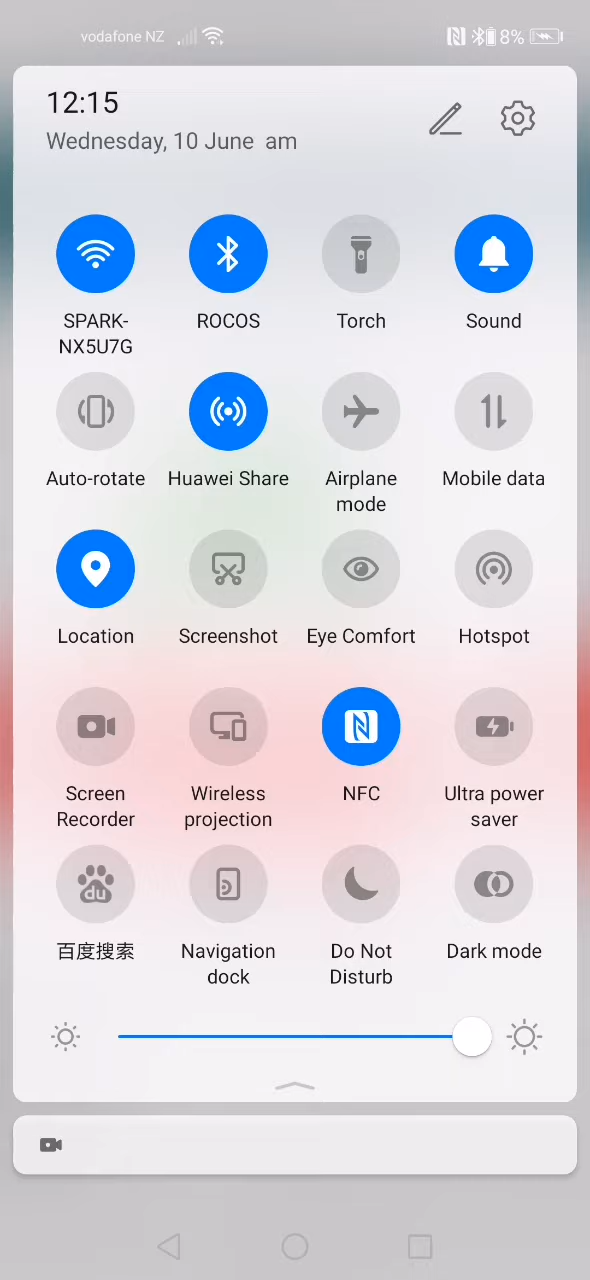 vodafone NZ
8%
12:15
Wednesday, 10 June am
SPARK-
NX5U7G
ROCOS
Torch
Sound
Auto-rotate
Huawei Share
Airplane
mode
Mobile data
Location
Screenshot
Eye Comfort
Hotspot
Screen
Recorder
Wireless
projection
NFC
Ultra power
saver
du
百度搜索
Navigation
dock
Do Not
Disturb
Dark mode